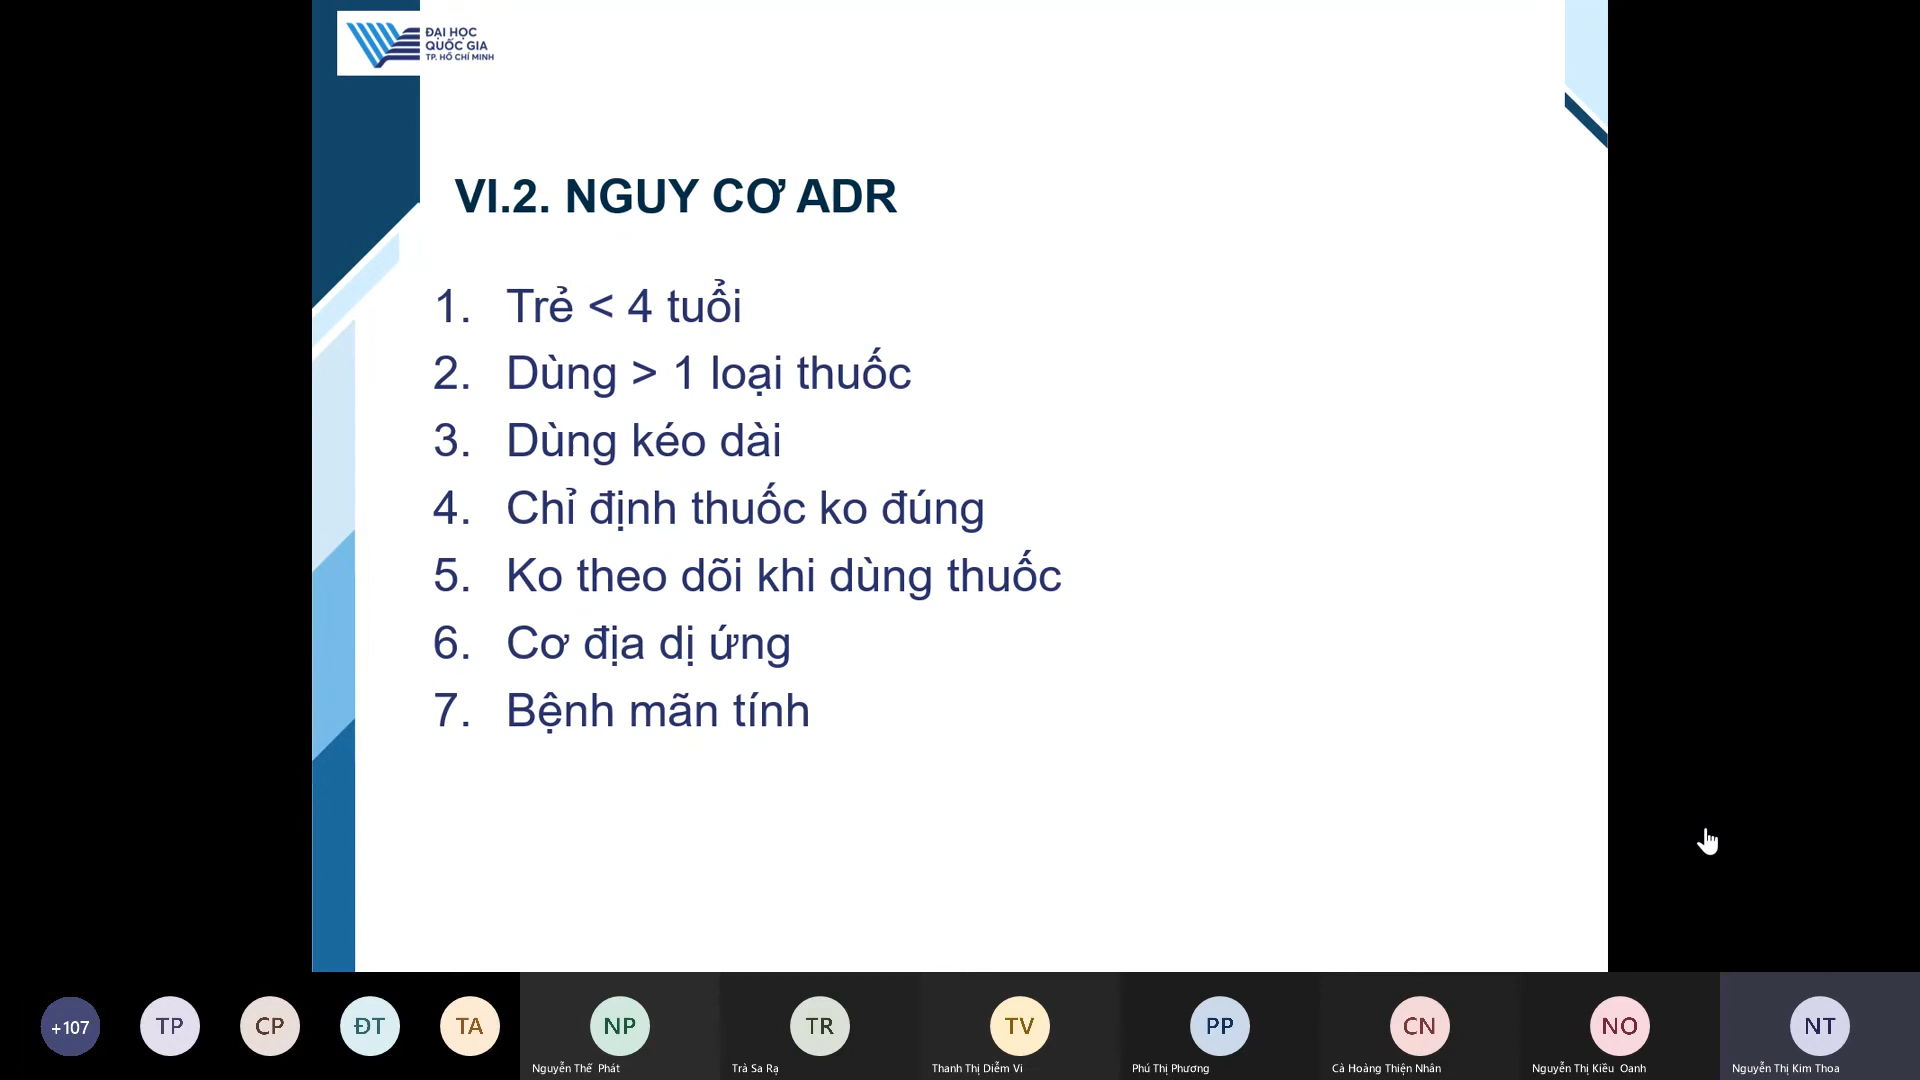 ĐẠI HỌC
QUỐC GIA
TP. HỒ CHÍ MINH
VI.2. NGUY CƠ ADR
1. Trẻ < 4 tuổi
2. Dùng > 1 loại thuốc
3. Dùng kéo dài
4. Chỉ định thuốc ko đúng
5. Ko theo dõi khi dùng thuốc
6. Cơ địa dị ứng
7. Bệnh mãn tính
+107 TP CP ĐT TA NP TR TV PP CN NO NT
Nguyễn Thế Phát Trà Sa Rạ Thanh Thị Diễm Vi Phú Thị Phương Cà Hoàng Thiện Nhân Nguyễn Thị Kiều Oanh Nguyễn Thị Kim Thoa